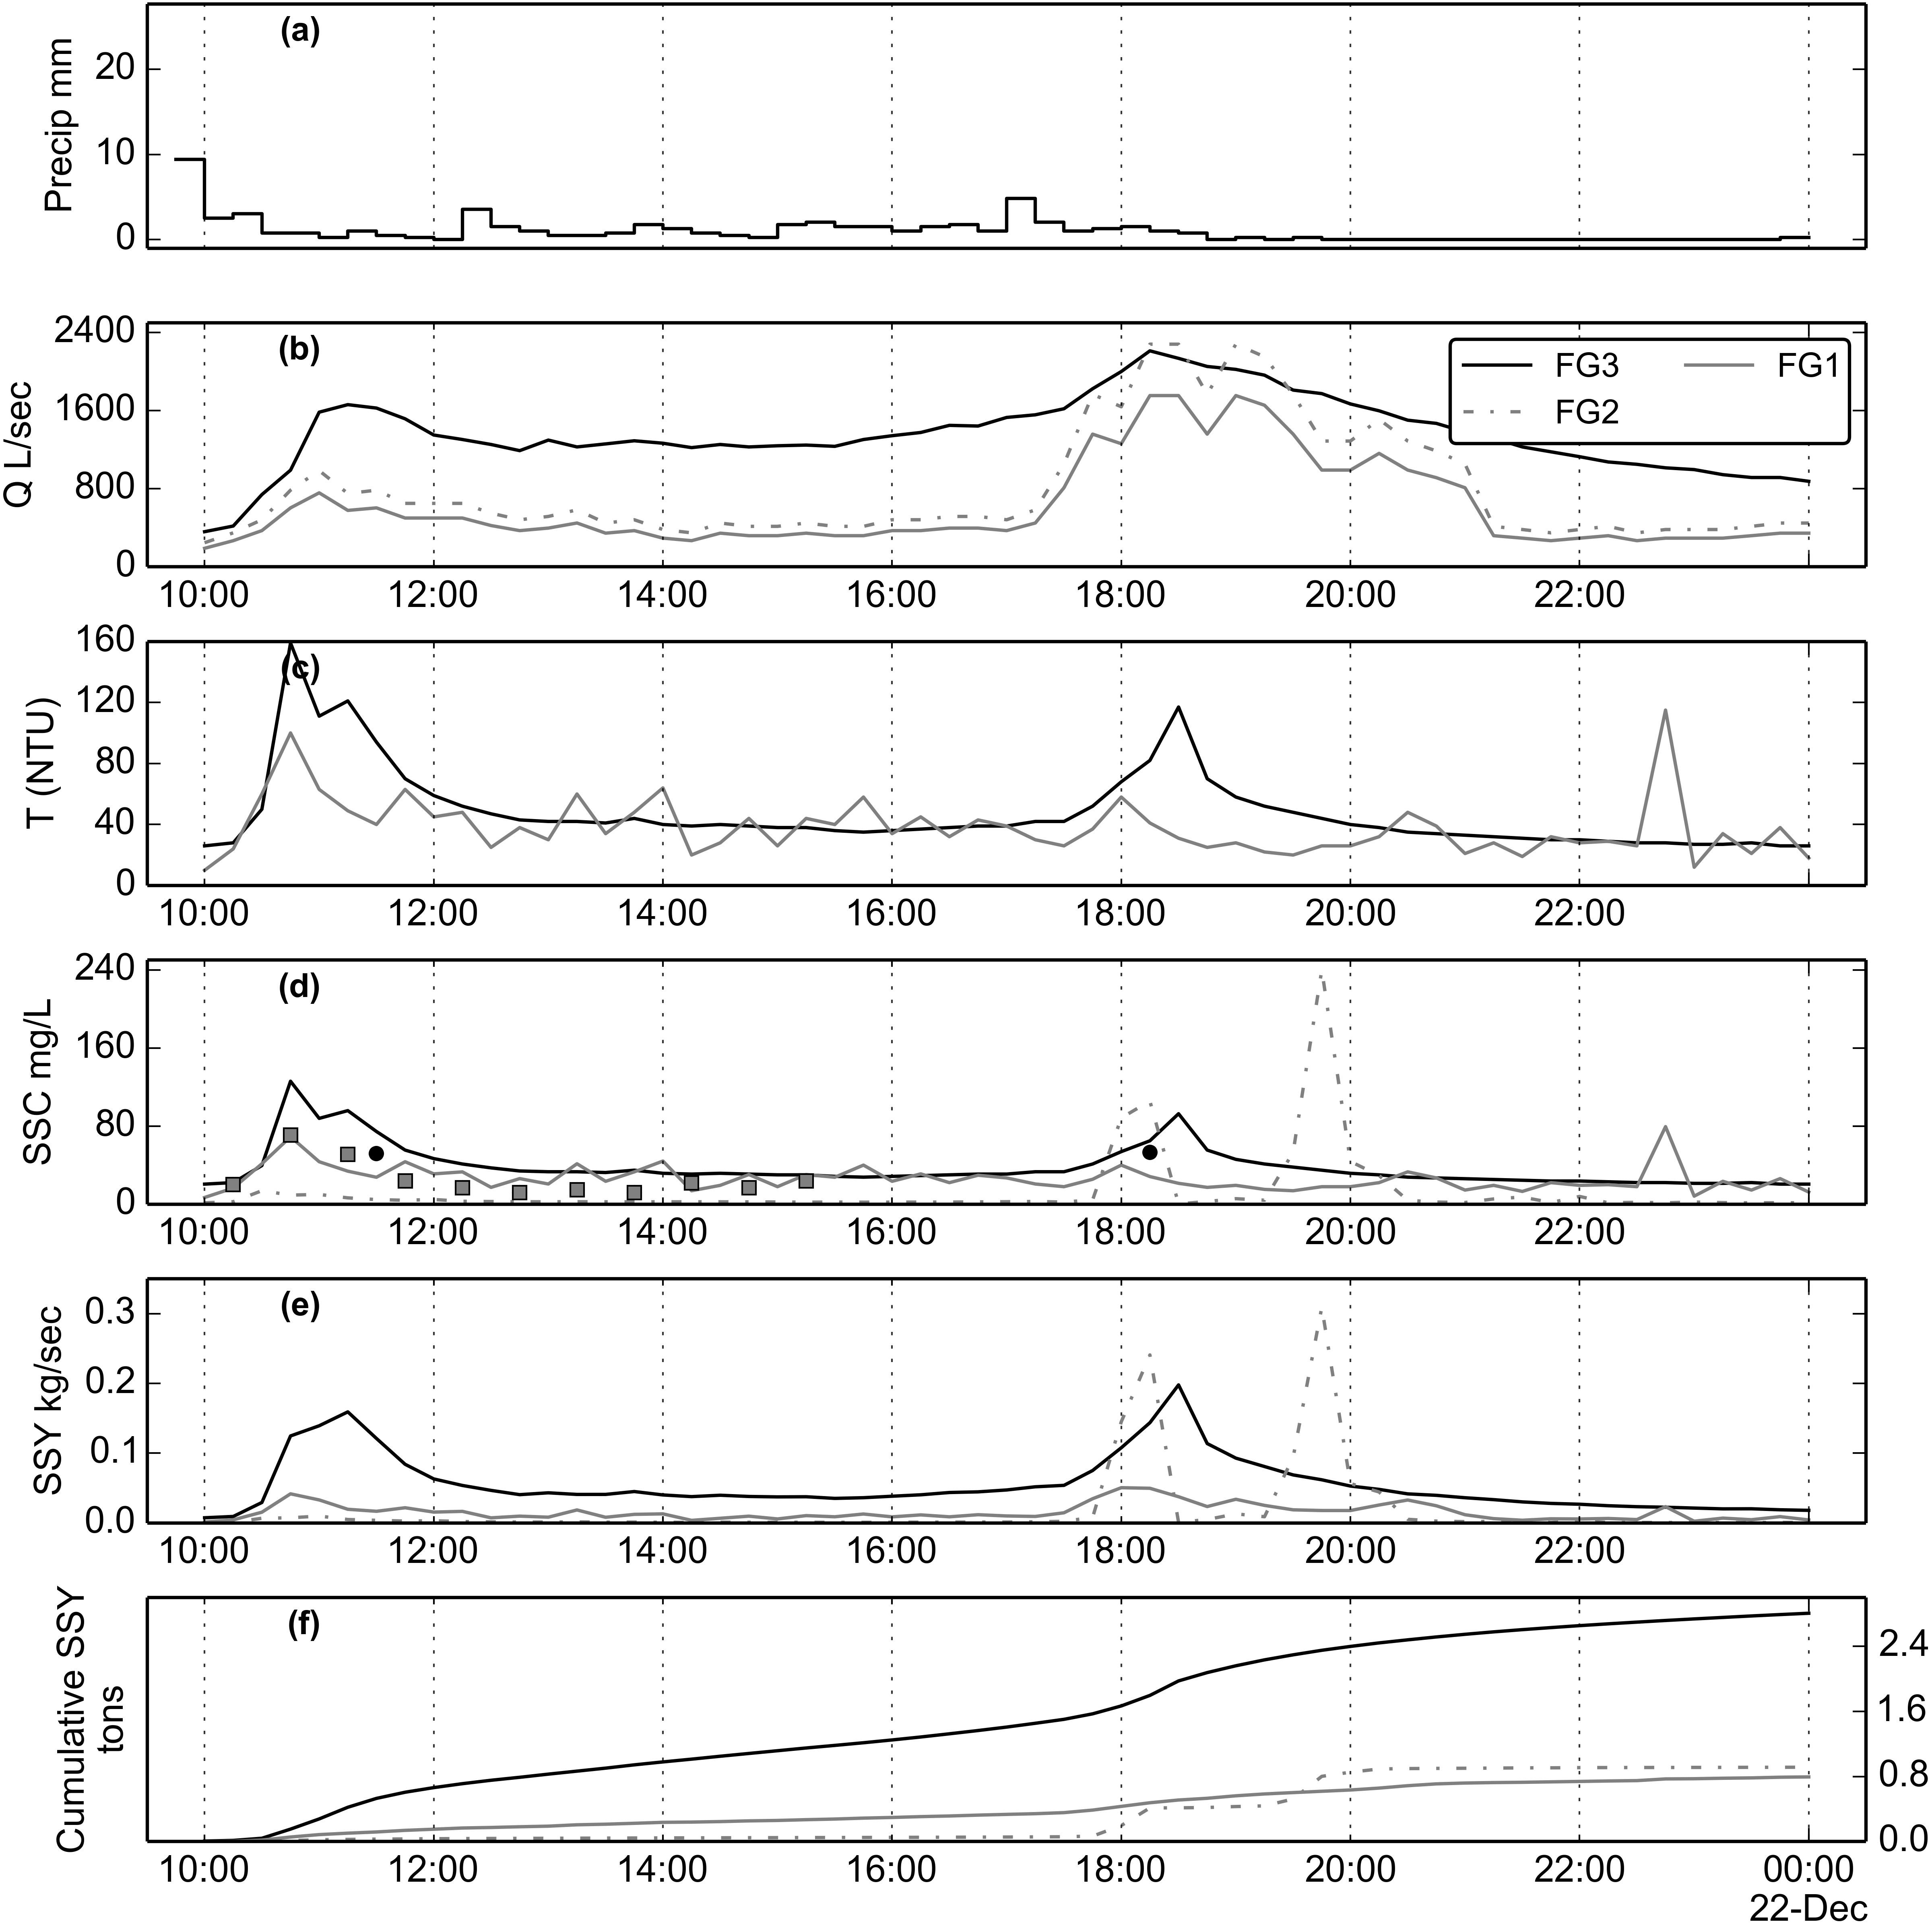 (a)
Precip mm
20
10
0
(b)
Q L/sec
2400
1600
800
0
FG3 FG1
FG2
10:00 12:00 14:00 16:00 18:00 20:00 22:00
(c)
T (NTU)
160
120
80
40
0
10:00 12:00 14:00 16:00 18:00 20:00 22:00
(d)
SSC mg/L
240
160
80
0
10:00 12:00 14:00 16:00 18:00 20:00 22:00
(e)
SSY kg/sec
0.3
0.2
0.1
0.0
10:00 12:00 14:00 16:00 18:00 20:00 22:00
(f)
Cumulative SSY
tons
2.4
1.6
0.8
0.0
10:00 12:00 14:00 16:00 18:00 20:00 22:00 00:00
22-Dec